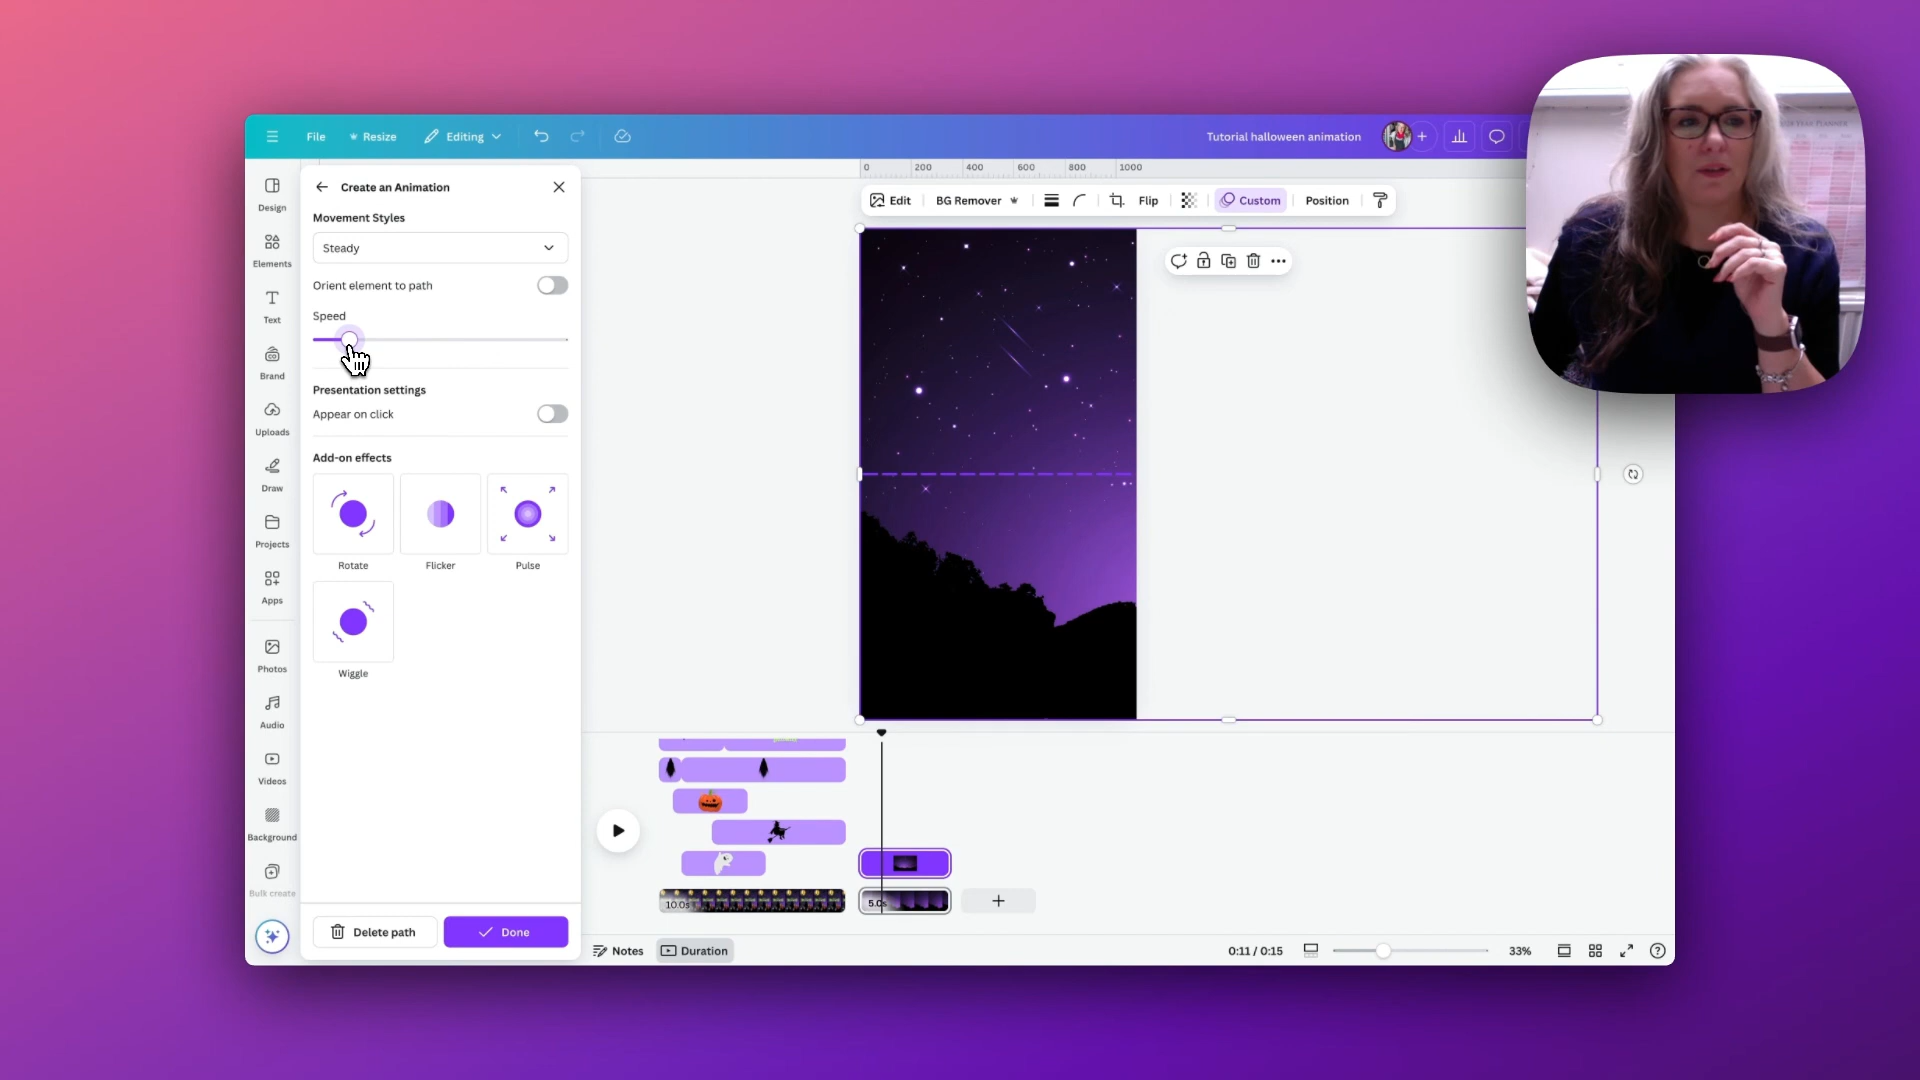 File
Resize
Editing
Tutorial halloween animation
Design
Elements
Text
Brand
CO
Uploads
Draw
Projects
Apps
Photos
Audio
Videos
Background
Bulk create
Create an Animation
Movement Styles
Steady
Orient element to path
Speed
Presentation settings
Appear on click
Add-on effects
Rotate
Flicker
Pulse
Wiggle
Delete path
Done
0 200 400 600 800 1000
Edit
BG Remover
Flip
Custom
Position
YEAR PLANNER
10.0s
5.0s
Notes
Duration
0:11 / 0:15
33%